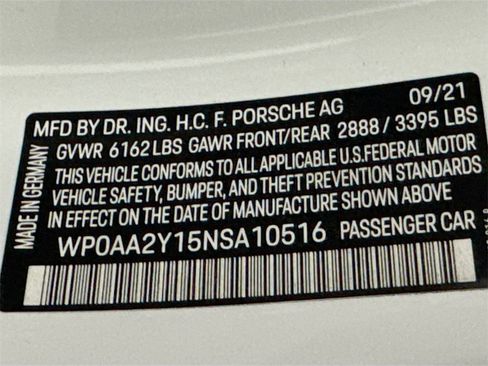 MFD BY DR. ING. H.C. F. PORSCHE AG 09/21
GVWR 6162 LBS GAWR FRONT/REAR 2888 / 3395 LBS
THIS VEHICLE CONFORMS TO ALL APPLICABLE U.S. FEDERAL MOTOR
VEHICLE SAFETY, BUMPER, AND THEFT PREVENTION STANDARDS
IN EFFECT ON THE DATE OF MANUFACTURE SHOWN ABOVE
WP0AA2Y15NSA10516 PASSENGER CAR
MADE IN GERMANY